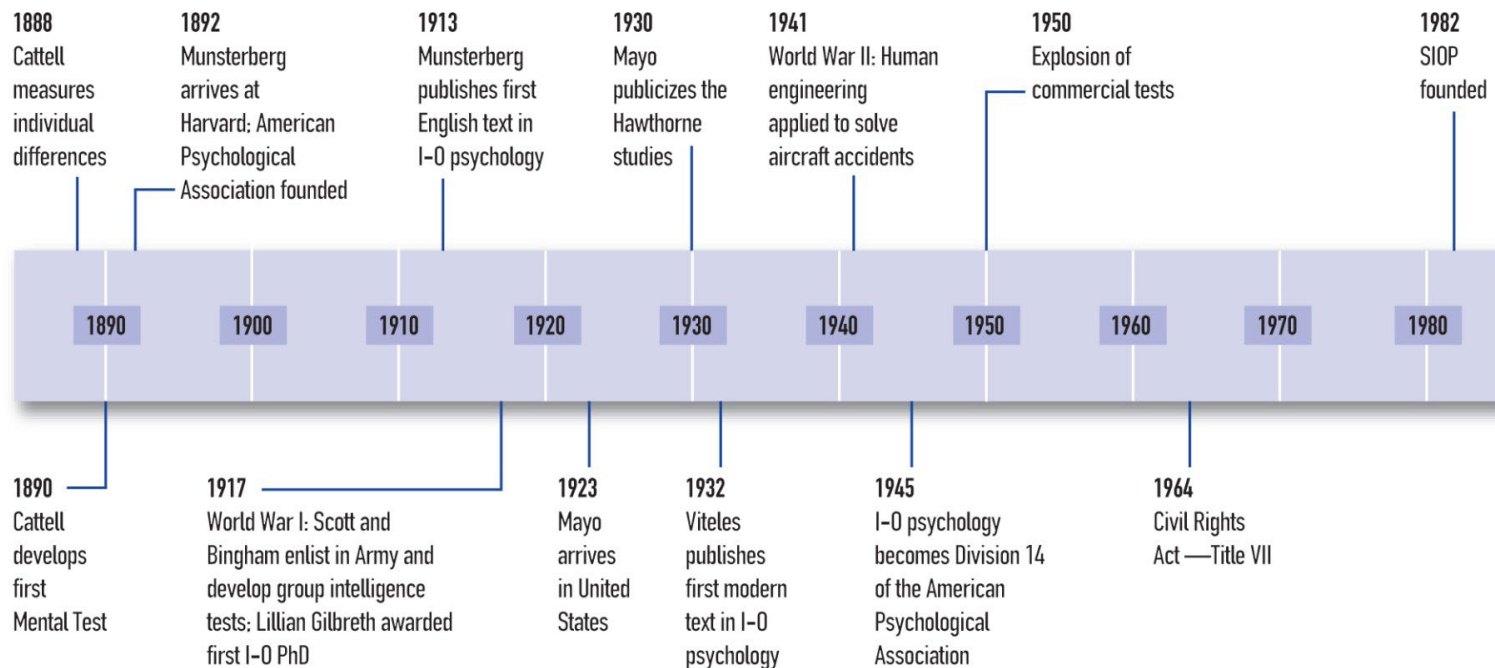 1888
Cattell
measures
individual
differences
1892
Munsterberg
arrives at
Harvard; American
Psychological
Association founded
1913
Munsterberg
publishes first
English text in
I-O psychology
1930
Mayo
publicizes the
Hawthorne
studies
1941
World War II: Human
engineering
applied to solve
aircraft accidents
1950
Explosion of
commercial tests
1982
SIOP
founded
1890
1900
1910
1920
1930
1940
1950
1960
1970
1980
1890
Cattell
develops
first
Mental Test
1917
World War I: Scott and
Bingham enlist in Army and
develop group intelligence
tests; Lillian Gilbreth awarded
first I-O PhD
1923
Mayo
arrives
in United
States
1932
Viteles
publishes
first modern
text in I-O
psychology
1945
I-O psychology
becomes Division 14
of the American
Psychological
Association
1964
Civil Rights
Act —Title VII